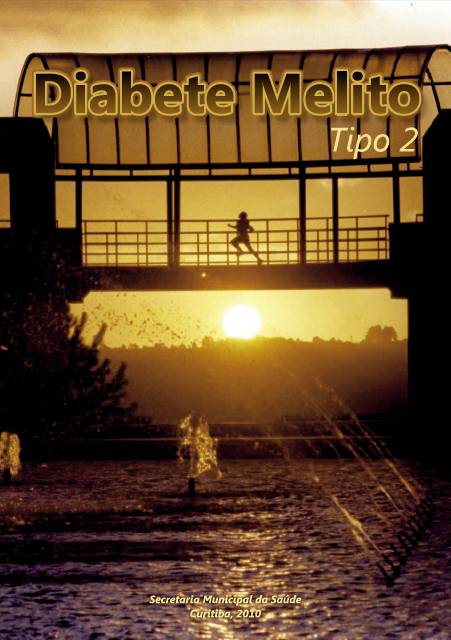 Diabete Melito
Tipo 2
Secretaria Municipal da Saúde
Curitiba, 2010